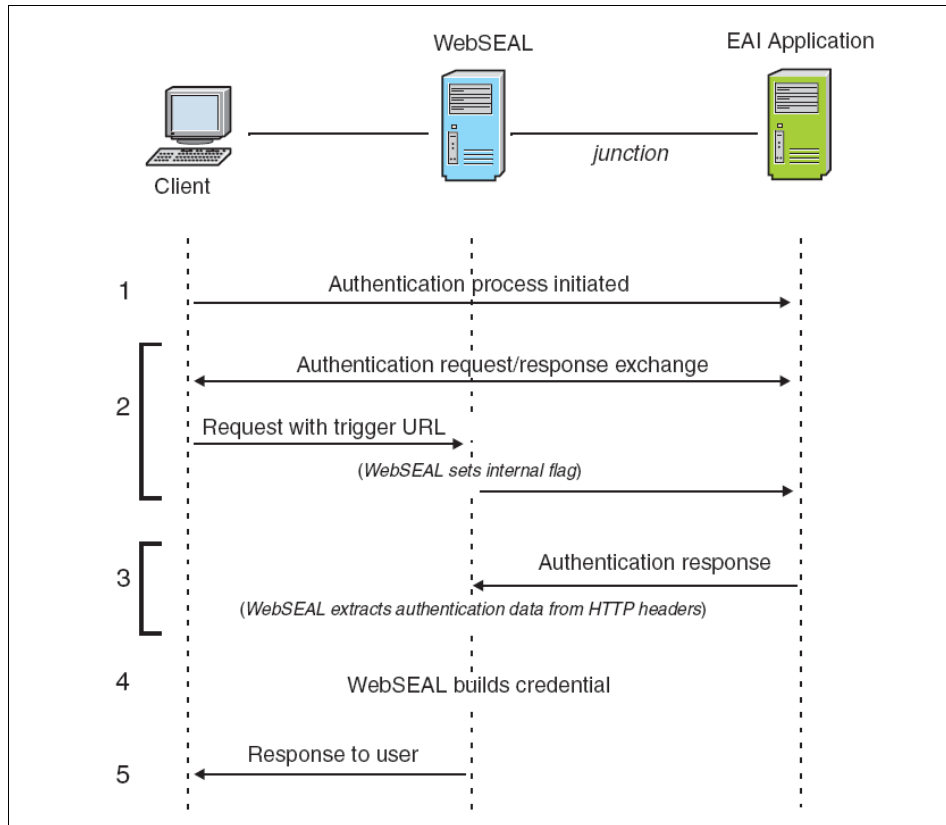 WebSEAL
EAI Application
junction
Client
1
Authentication process initiated
2
Authentication request/response exchange
Request with trigger URL
(WebSEAL sets internal flag)
3
Authentication response
(WebSEAL extracts authentication data from HTTP headers)
4
WebSEAL builds credential
5
Response to user